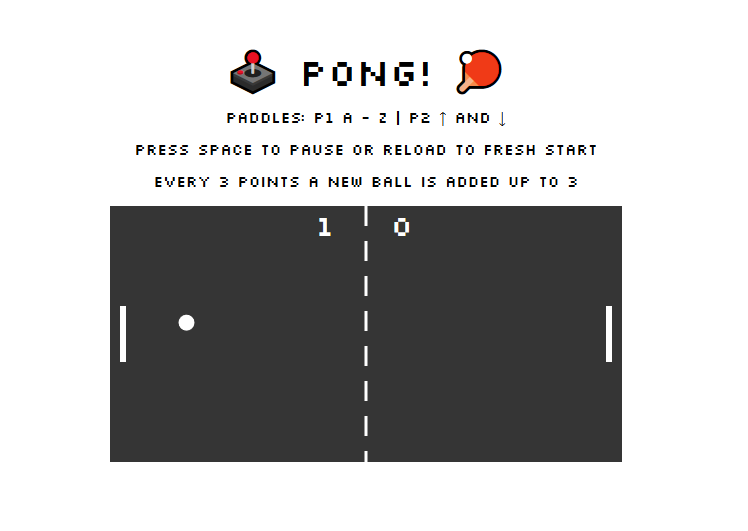 PONG!
PADDLES: P1 A - Z | P2 ↑ AND ↓
PRESS SPACE TO PAUSE OR RELOAD TO FRESH START
EVERY 3 POINTS A NEW BALL IS ADDED UP TO 3
1 0